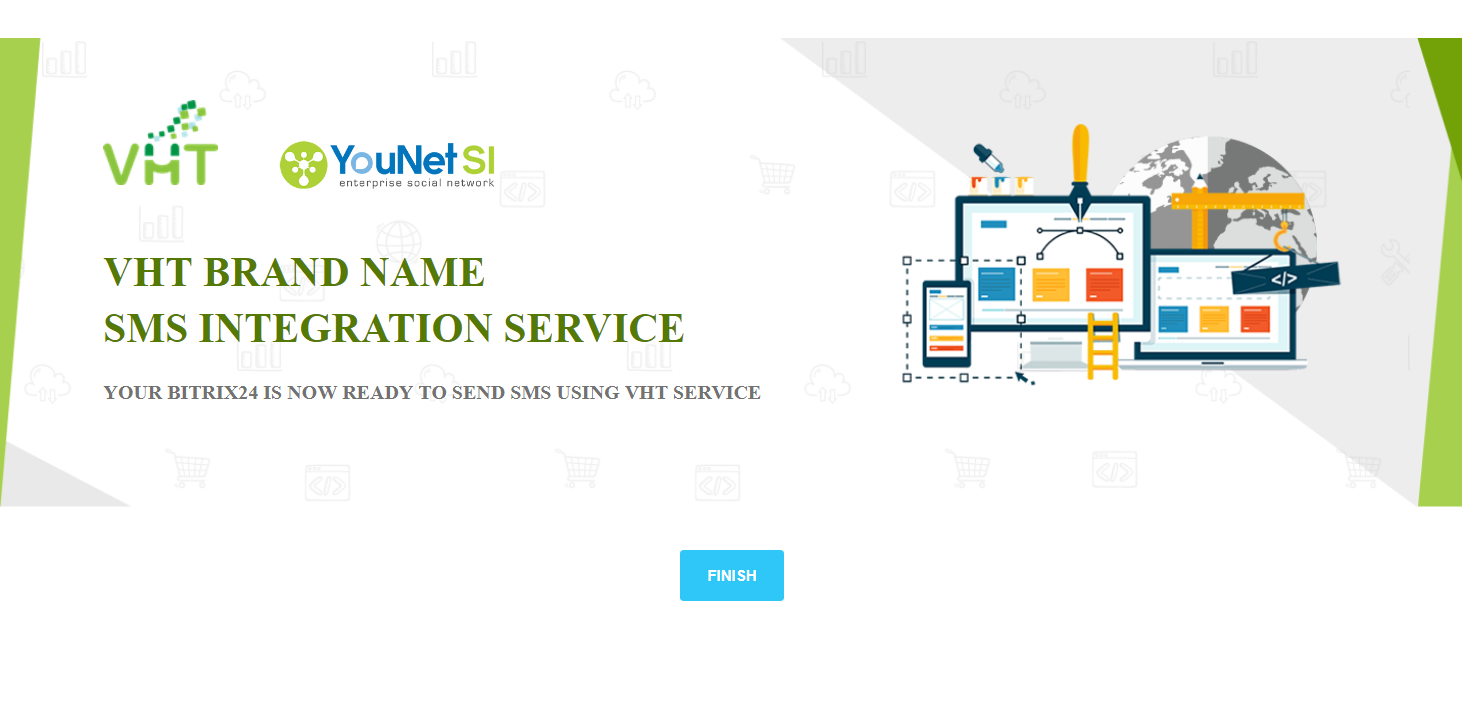 VHT
YouNet SI
enterprise social network
VHT BRAND NAME
SMS INTEGRATION SERVICE
YOUR BITRIX24 IS NOW READY TO SEND SMS USING VHT SERVICE
</>
FINISH